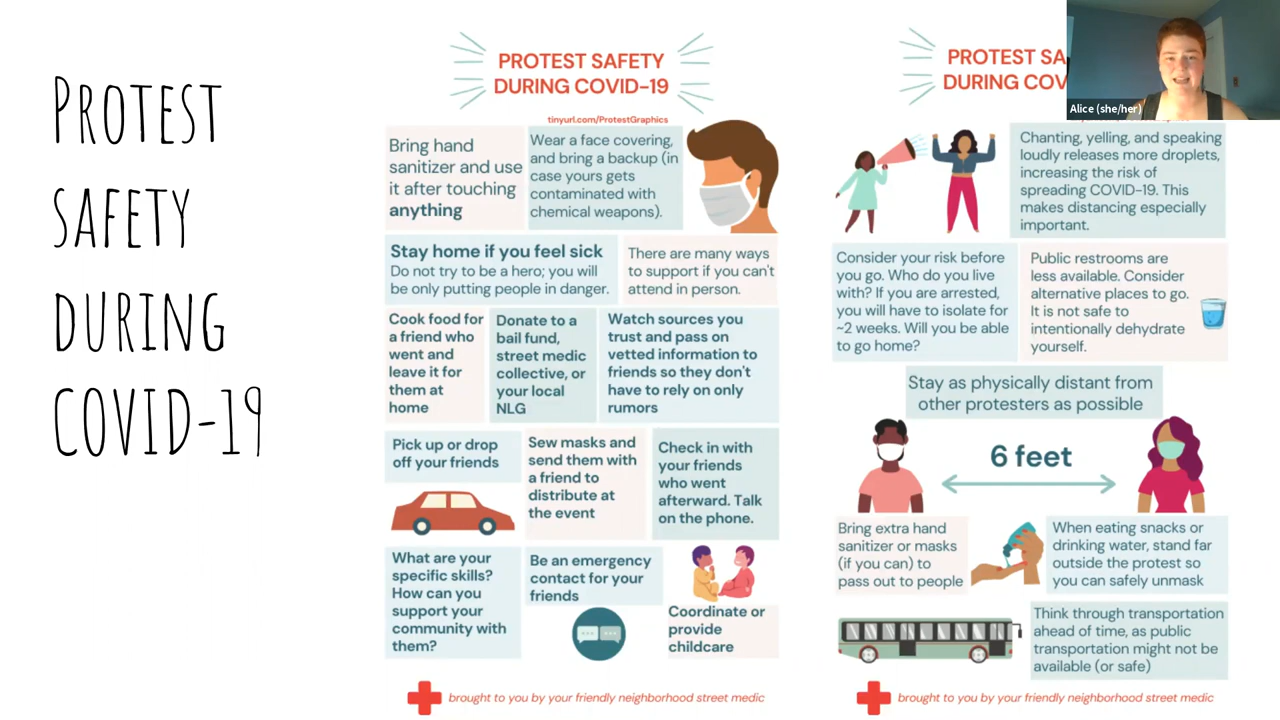 PROTEST
SAFETY
DURING
COVID-19
PROTEST SAFETY
DURING COVID-19
tinyurl.com/ProtestGraphics
Bring hand
sanitizer and use
it after touching
anything
Wear a face covering,
and bring a backup (in
case yours gets
contaminated with
chemical weapons).
Stay home if you feel sick
Do not try to be a hero; you will
be only putting people in danger.
There are many ways
to support if you can't
attend in person.
Cook food for
a friend who
went and
leave it for
them at
home
Donate to a
bail fund,
street medic
collective, or
your local
NLG
Watch sources you
trust and pass on
vetted information to
friends so they don't
have to rely on only
rumors
Pick up or drop
off your friends
Sew masks and
send them with
a friend to
distribute at
the event
Check in with
your friends
who went
afterward. Talk
on the phone.
What are your
specific skills?
How can you
support your
community with
them?
Be an emergency
contact for your
friends
Coordinate or
provide
childcare
brought to you by your friendly neighborhood street medic
PROTEST SA
DURING COV
Alice (she/her)
Chanting, yelling, and speaking
loudly releases more droplets,
increasing the risk of
spreading COVID-19. This
makes distancing especially
important.
Consider your risk before
you go. Who do you live
with? If you are arrested,
you will have to isolate for
~2 weeks. Will you be able
to go home?
Public restrooms are
less available. Consider
alternative places to go.
It is not safe to
intentionally dehydrate
yourself.
Stay as physically distant from
other protesters as possible
6 feet
Bring extra hand
sanitizer or masks
(if you can) to
pass out to people
When eating snacks or
drinking water, stand far
outside the protest so
you can safely unmask
Think through transportation
ahead of time, as public
transportation might not be
available (or safe)
brought to you by your friendly neighborhood street medic